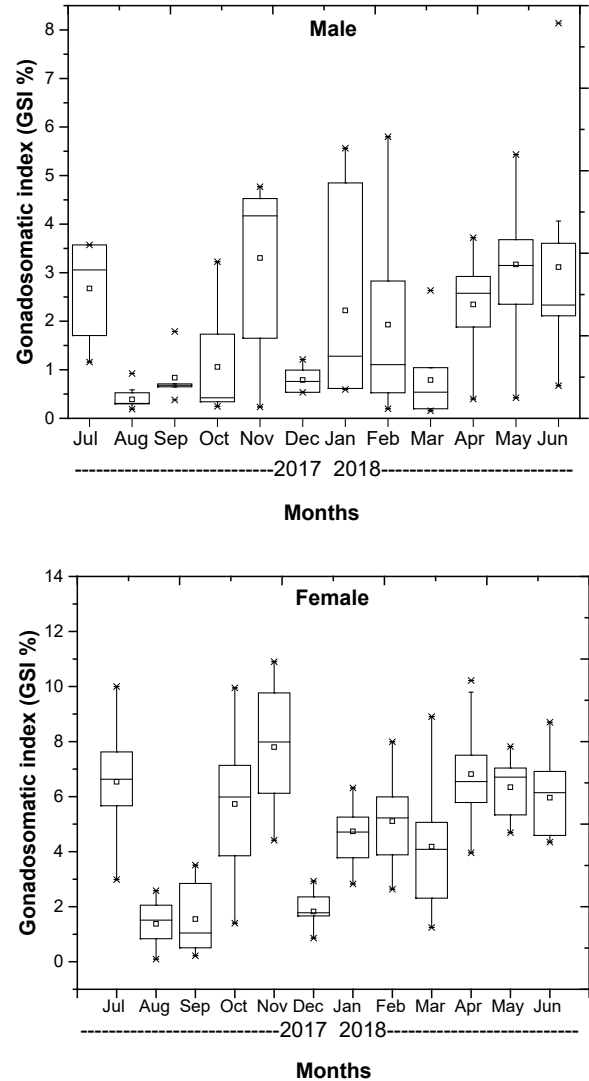 Male
Gonadosomatic index (GSI %)
8
7
6
5
4
3
2
1
0
Jul Aug Sep Oct Nov Dec Jan Feb Mar Apr May Jun
---------------------------2017 2018--------------------------
Months
Female
Gonadosomatic index (GSI %)
14
12
10
8
6
4
2
0
Jul Aug Sep Oct Nov Dec Jan Feb Mar Apr May Jun
---------------------------2017 2018--------------------------
Months